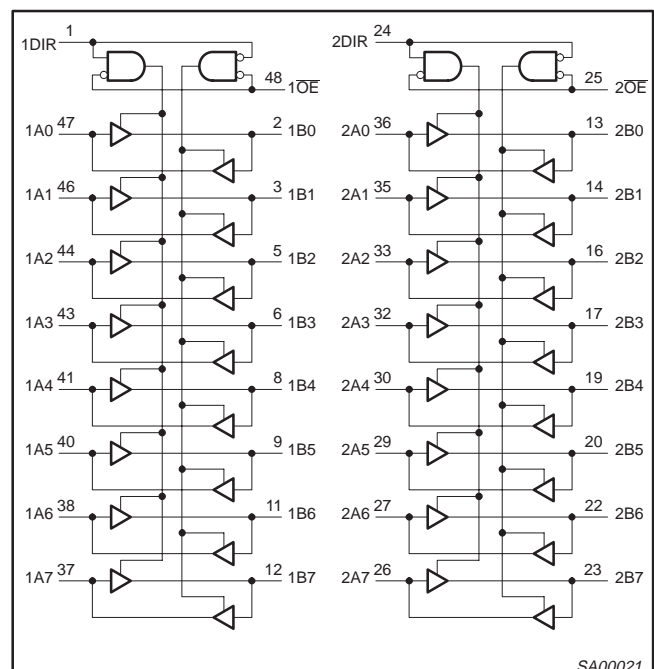 1DIR 1 2DIR 24
48 1OE 25 2OE
1A0 47 2 1B0 2A0 36 13 2B0
1A1 46 3 1B1 2A1 35 14 2B1
1A2 44 5 1B2 2A2 33 16 2B2
1A3 43 6 1B3 2A3 32 17 2B3
1A4 41 8 1B4 2A4 30 19 2B4
1A5 40 9 1B5 2A5 29 20 2B5
1A6 38 11 1B6 2A6 27 22 2B6
1A7 37 12 1B7 2A7 26 23 2B7
SA00021